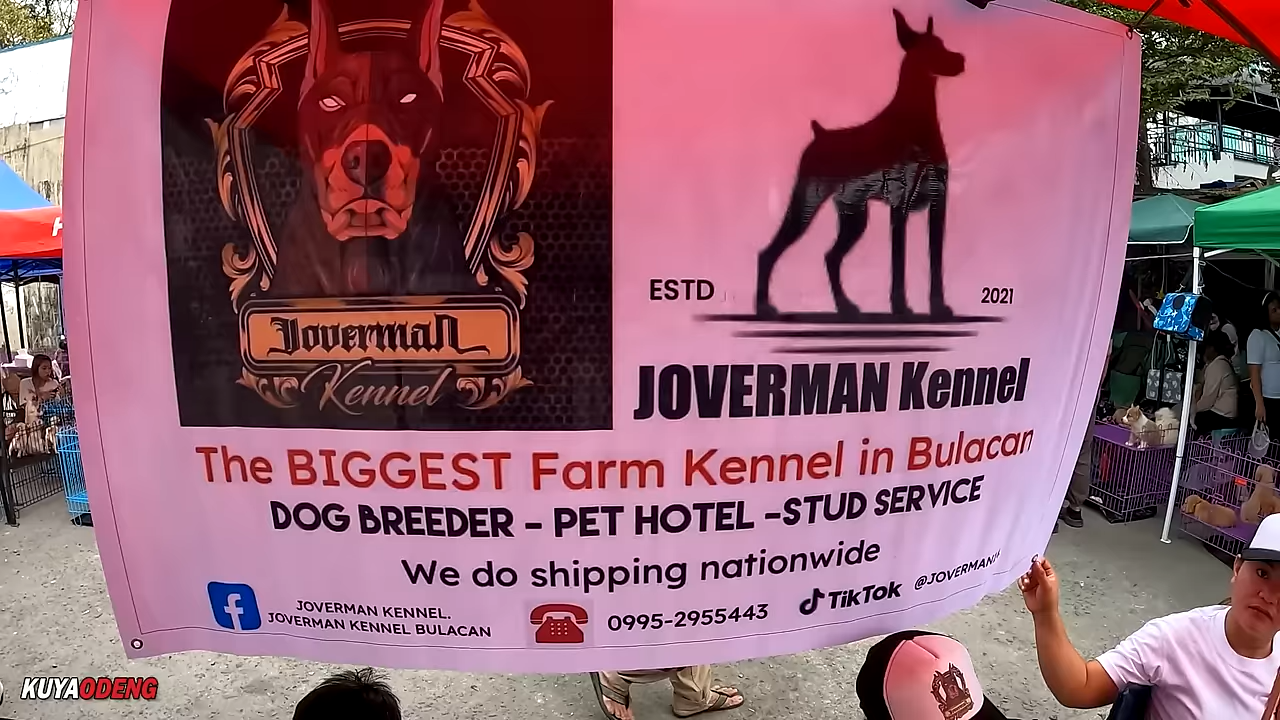 Joverman
Kennel
ESTD
2021
JOVERMAN Kennel
The BIGGEST Farm Kennel in Bulacan
DOG BREEDER - PET HOTEL -STUD SERVICE
We do shipping nationwide
JOVERMAN KENNEL.
JOVERMAN KENNEL BULACAN
0995-2955443
TikTok
KUYAODENG